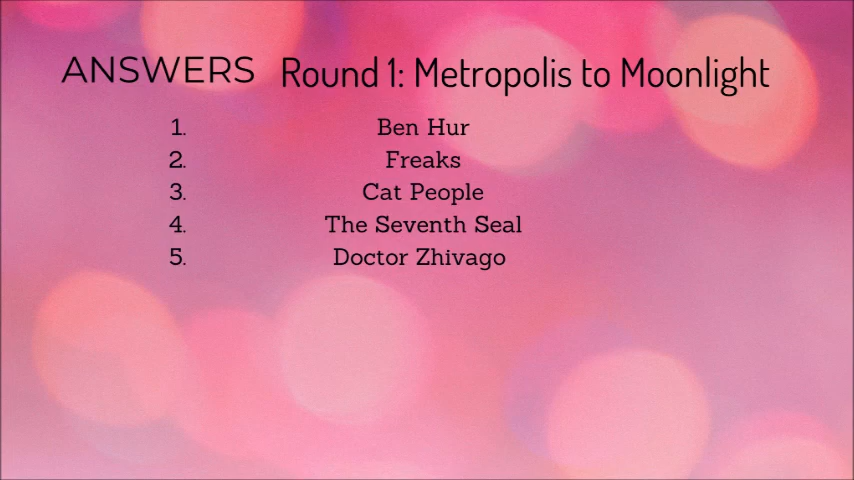 ANSWERS Round 1: Metropolis to Moonlight
1. Ben Hur
2. Freaks
3. Cat People
4. The Seventh Seal
5. Doctor Zhivago